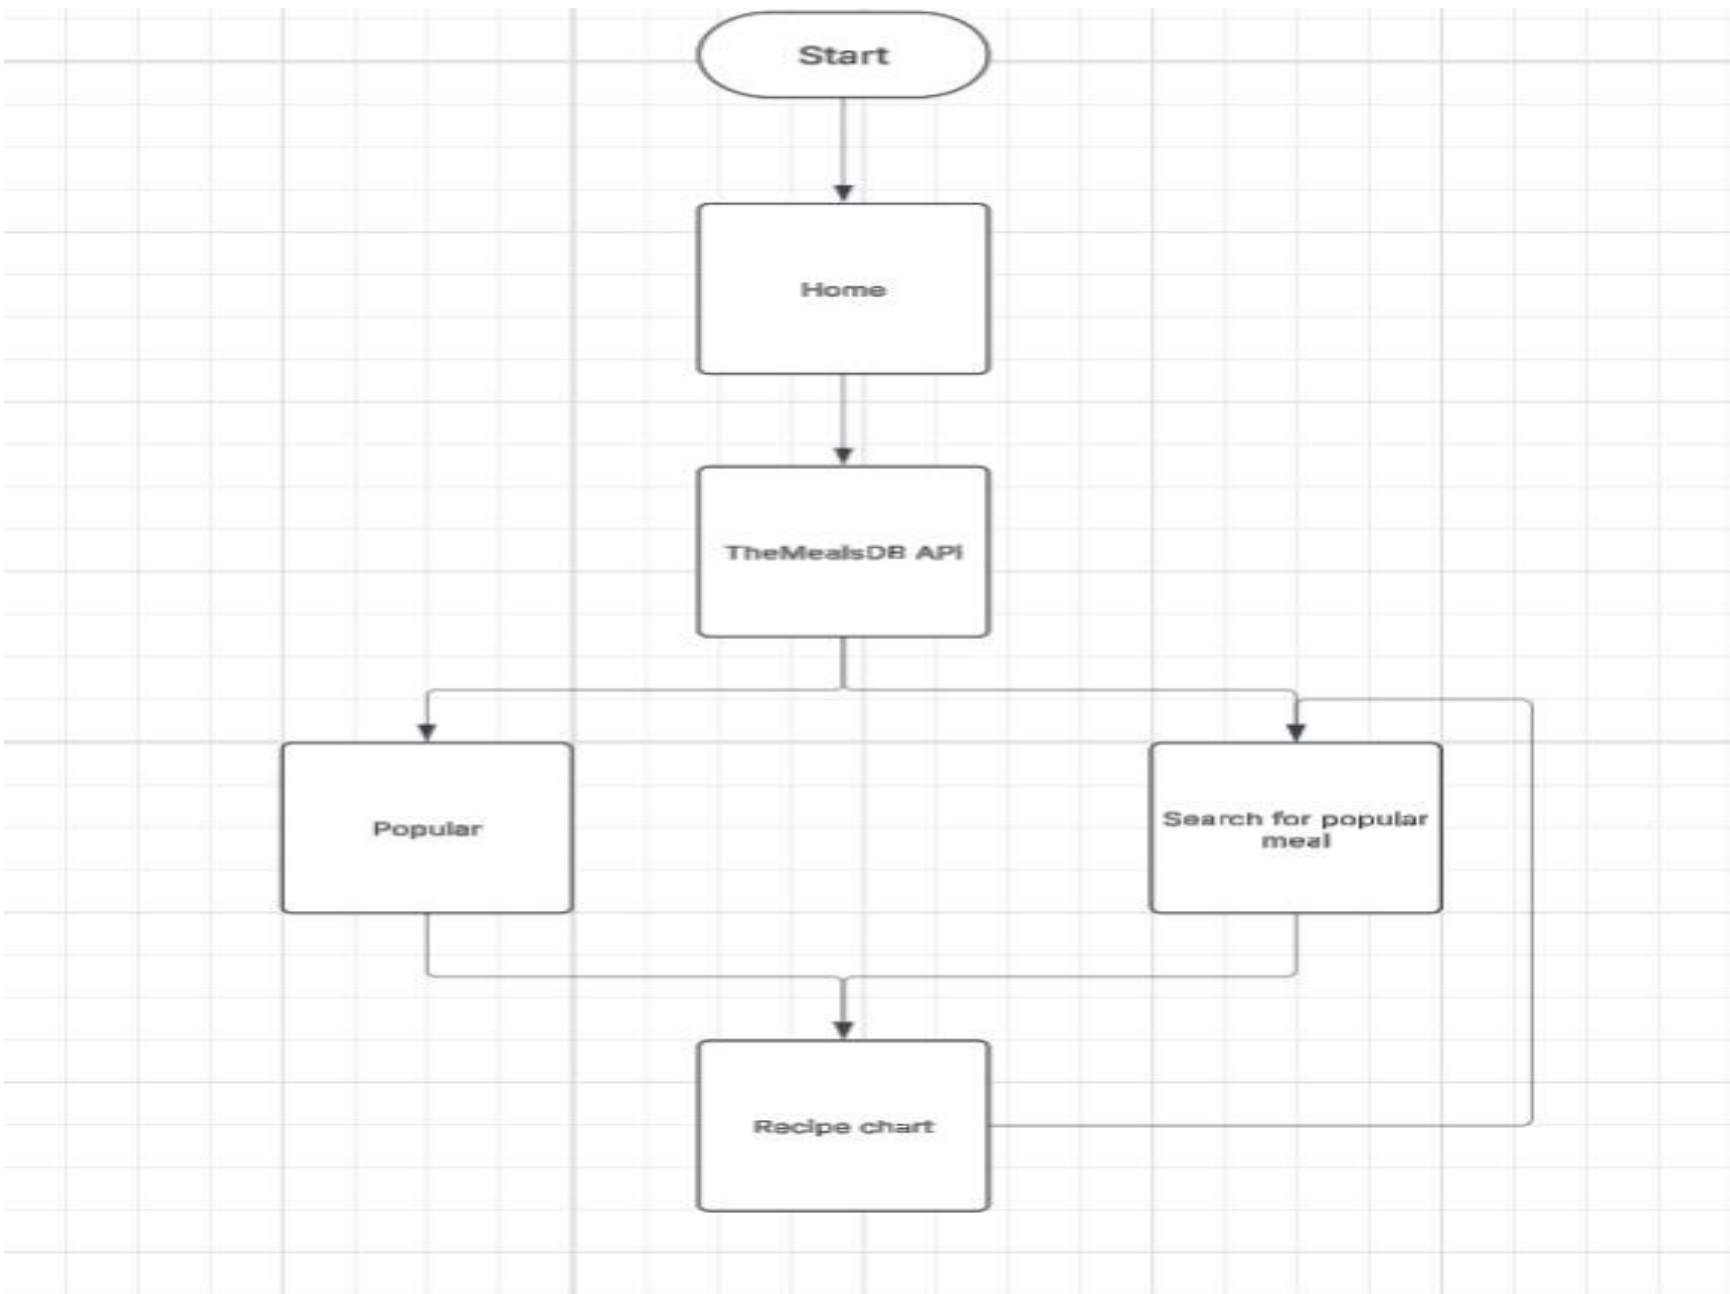 Start
Home
TheMealsDB API
Popular
Search for popular
meal
Recipe chart